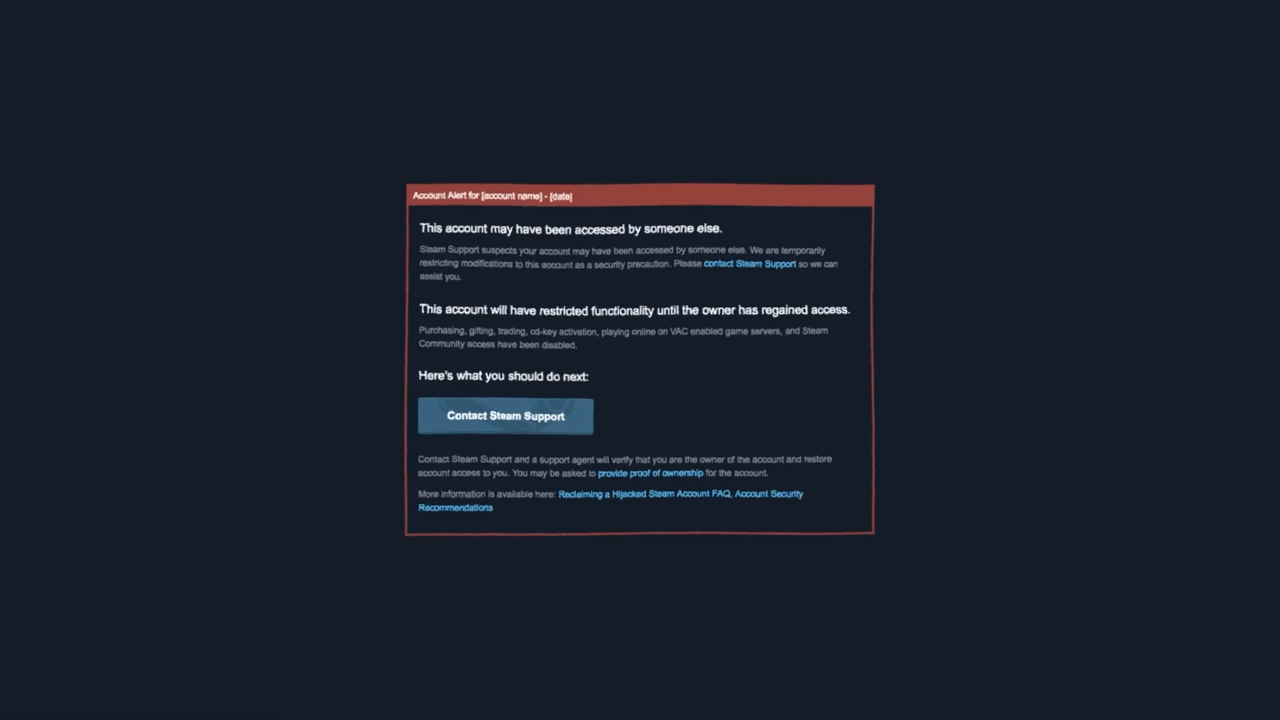 Account Alert for [account name] - [date]
This account may have been accessed by someone else.
Steam Support suspects your account may have been accessed by someone else. We are temporarily
restricting modifications to this account as a security precaution. Please contact Steam Support so we can
assist you.
This account will have restricted functionality until the owner has regained access.
Purchasing, gifting, trading, cd-key activation, playing online on VAC enabled game servers, and Steam
Community access have been disabled.
Here's what you should do next:
Contact Steam Support
Contact Steam Support and a support agent will verify that you are the owner of the account and restore
account access to you. You may be asked to provide proof of ownership for the account.
More information is available here: Reclaiming a Hijacked Steam Account FAQ, Account Security
Recommendations